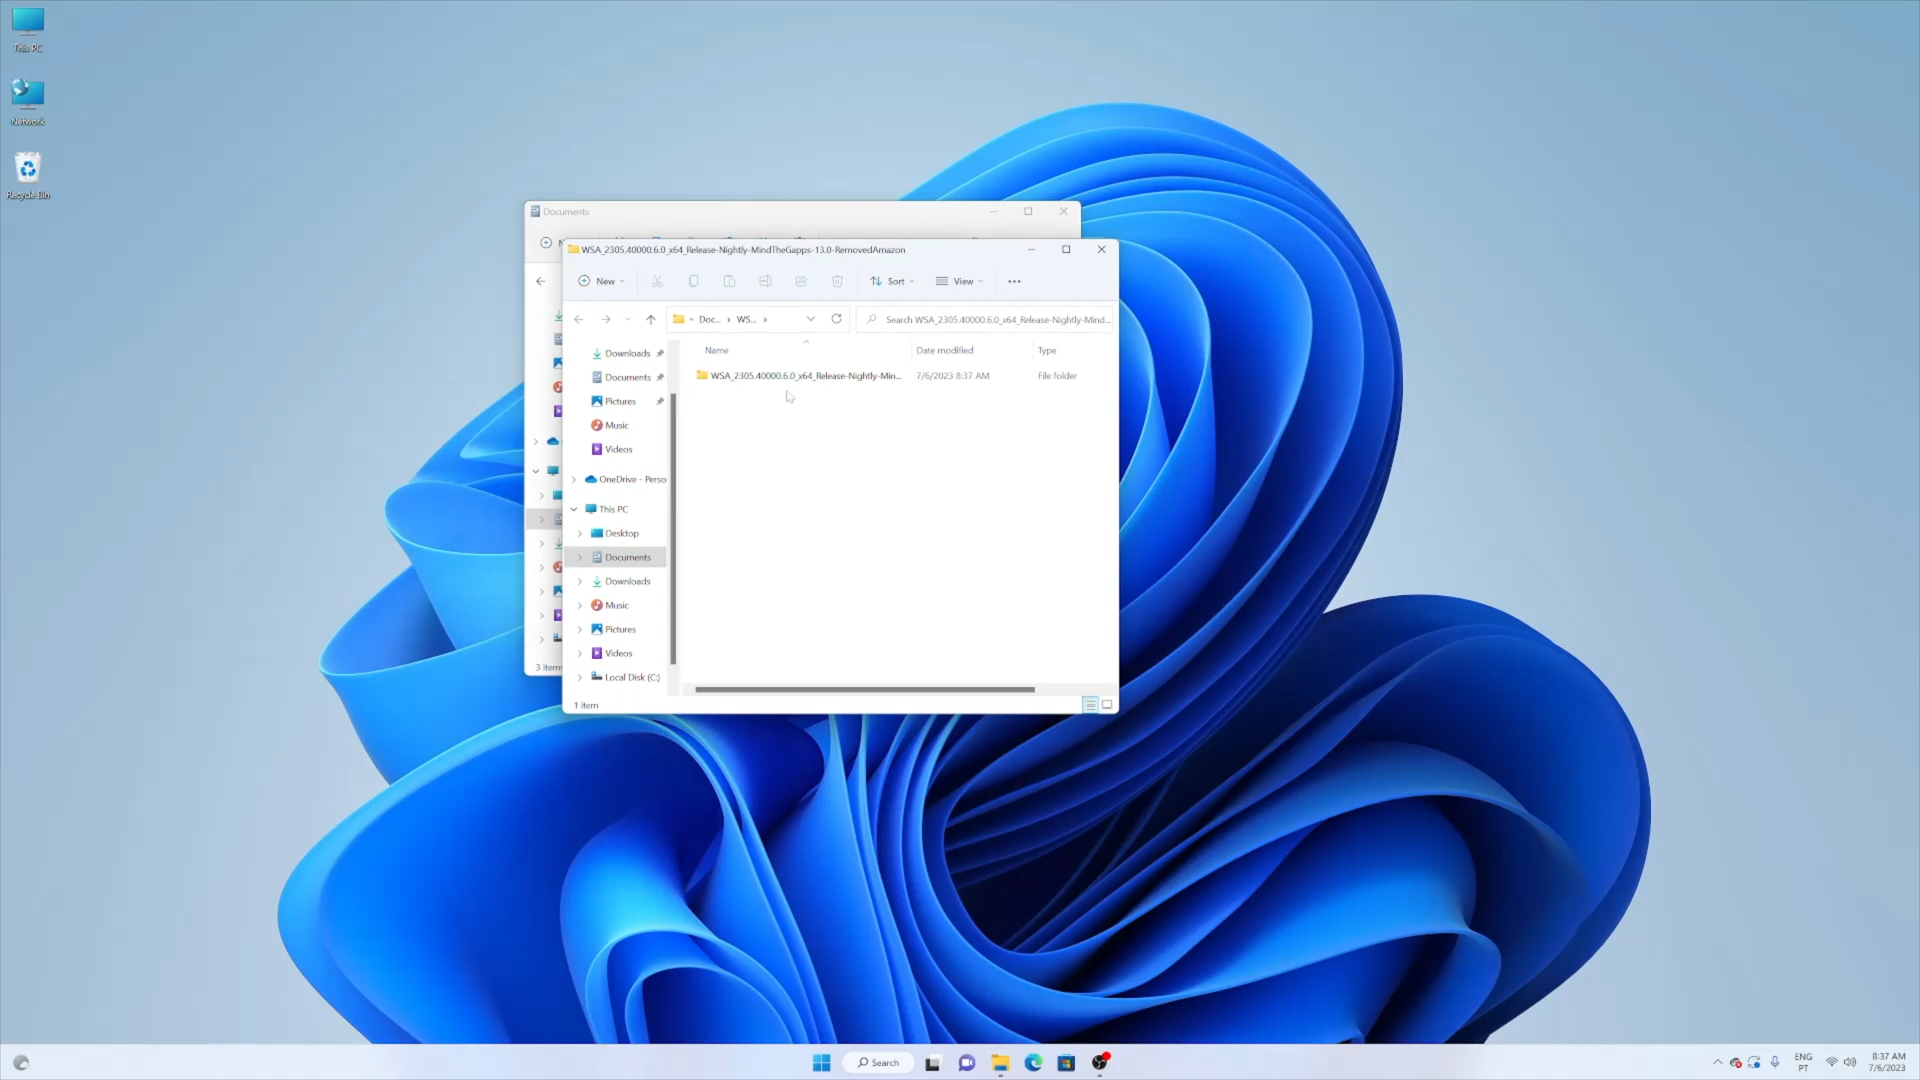 This PC
Network
Recycle Bin
Documents
WSA_2305.40000.6.0_x64_Release-Nightly-MindTheGapps-13.0-RemovedAmazon
New
Sort
View
Doc...
WS...
Search WSA_2305.40000.6.0_x64_Release-Nightly-Mind...
Name
Date modified
Type
WSA_2305.40000.6.0_x64_Release-Nightly-Min...
7/6/2023 8:37 AM
File folder
Downloads
Documents
Pictures
Music
Videos
OneDrive - Perso
This PC
Desktop
Documents
Downloads
Music
Pictures
Videos
Local Disk (C:)
3 items
1 item
Search
ENG
PT
8:37 AM
7/6/2023